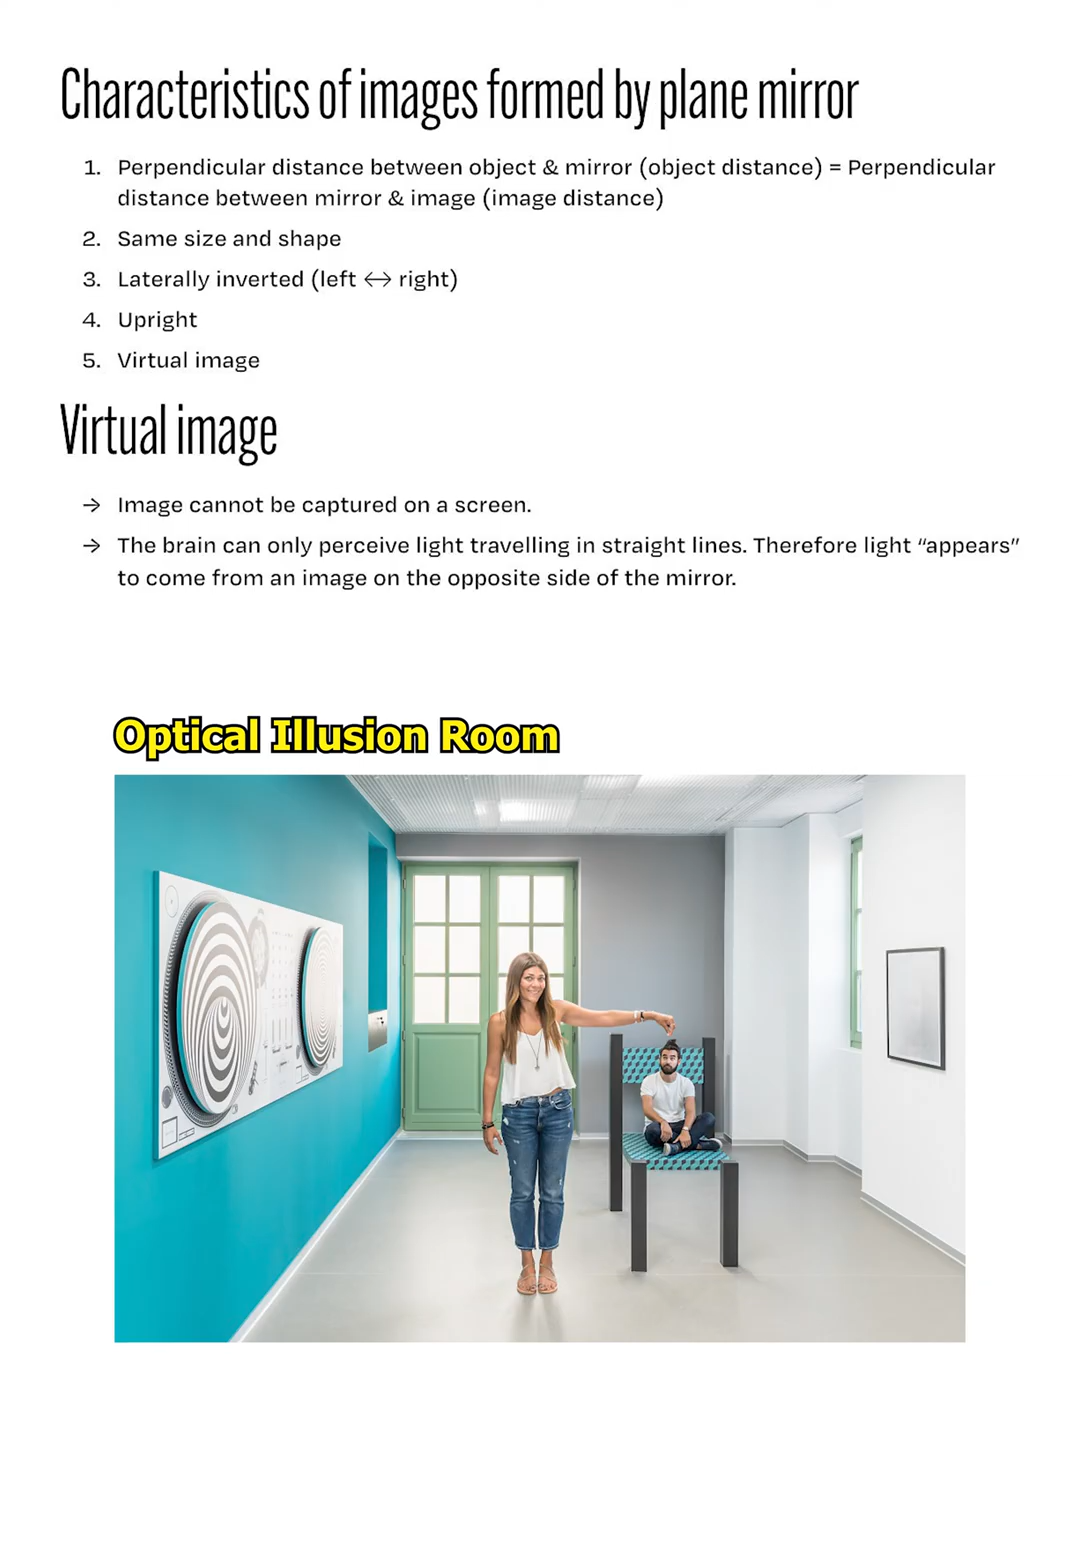 Characteristics of images formed by plane mirror
1. Perpendicular distance between object & mirror (object distance) = Perpendicular
distance between mirror & image (image distance)
2. Same size and shape
3. Laterally inverted (left ↔ right)
4. Upright
5. Virtual image
Virtual image
→ Image cannot be captured on a screen.
→ The brain can only perceive light travelling in straight lines. Therefore light “appears”
to come from an image on the opposite side of the mirror.
Optical Illusion Room